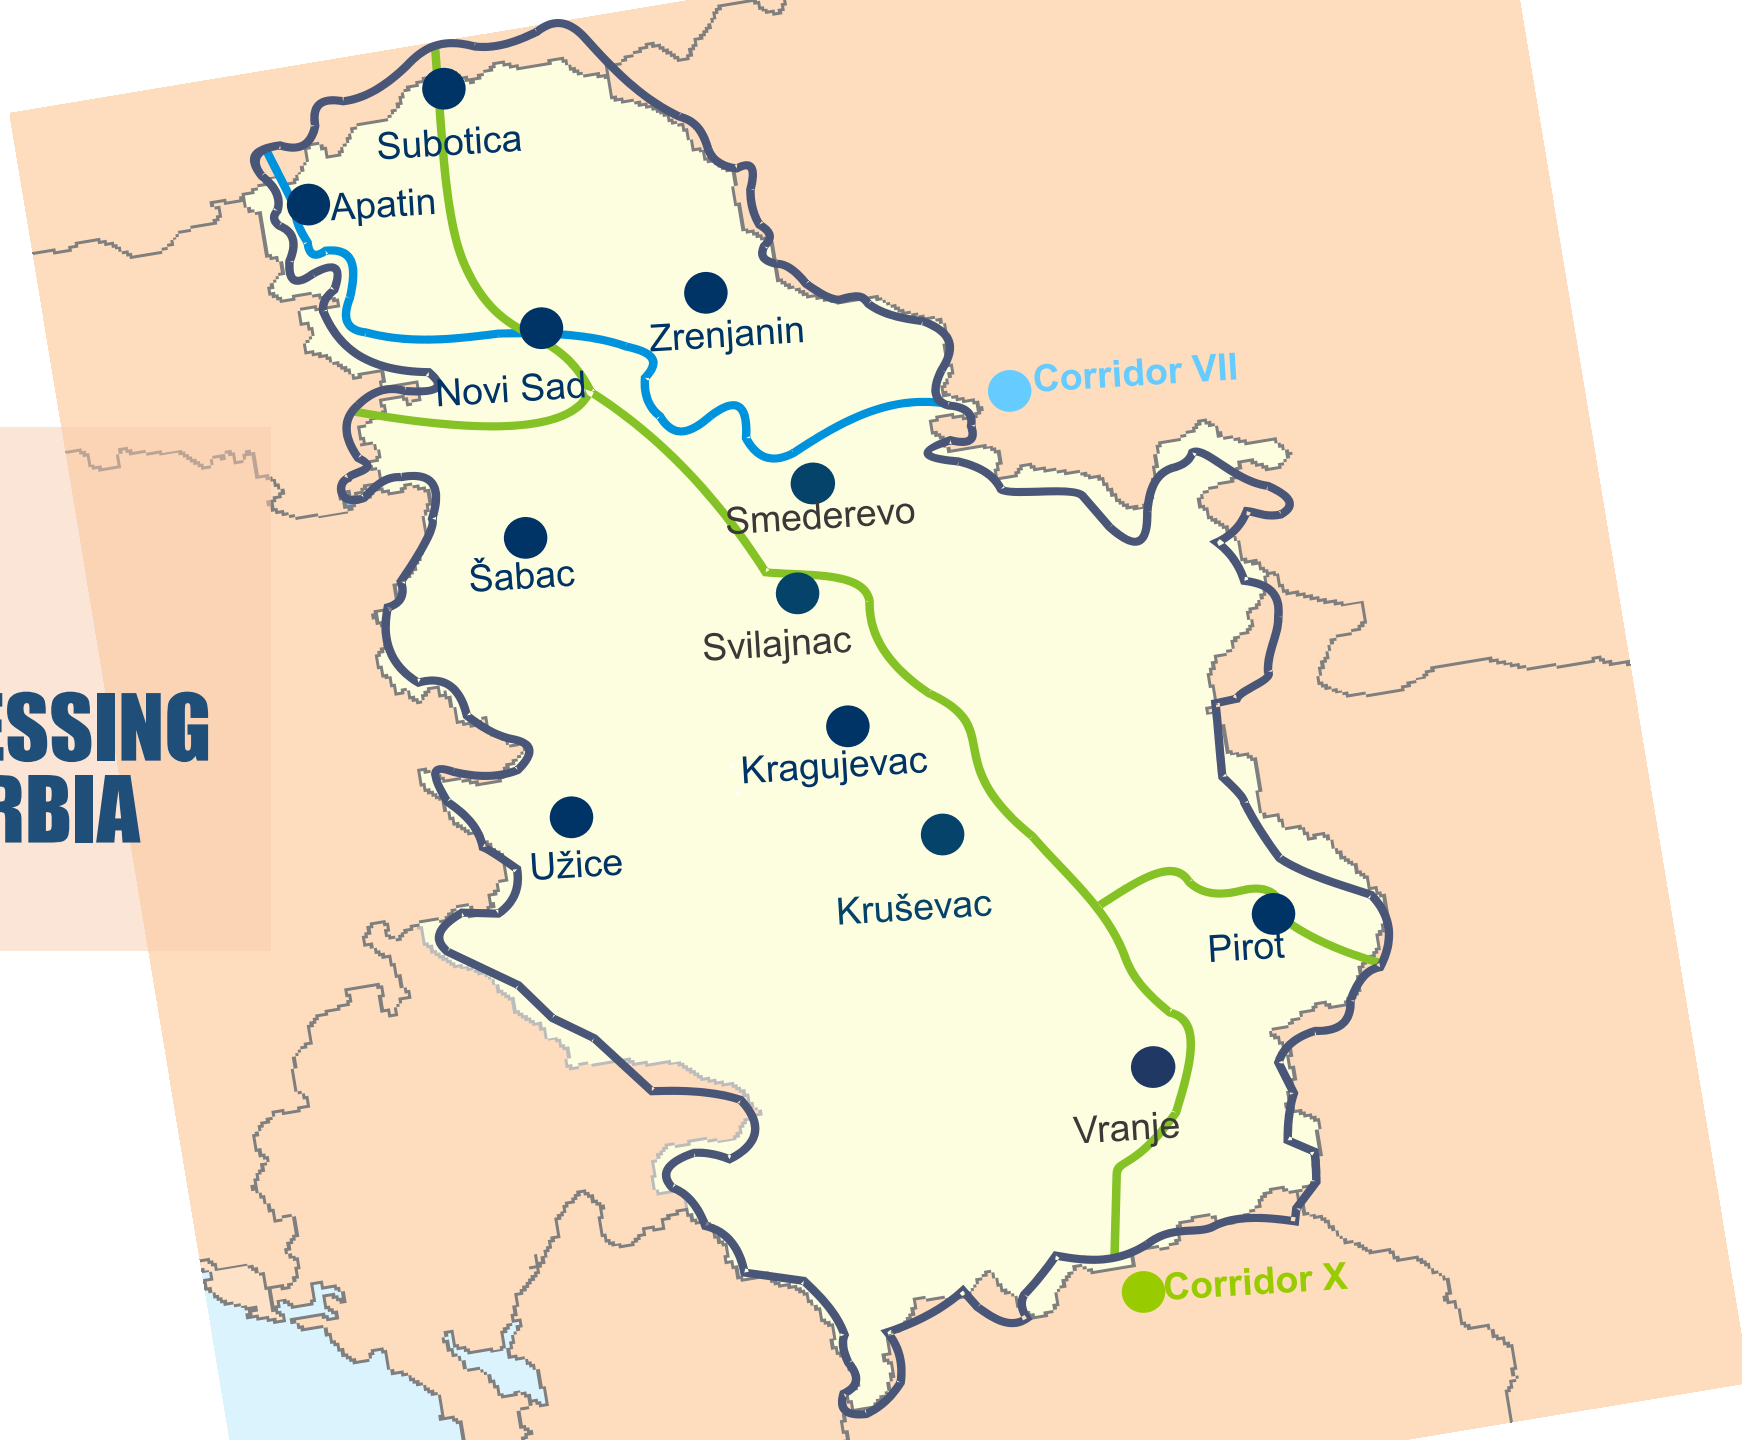 Subotica
Apatin
Zrenjanin
Corridor VII
Novi Sad
Smederevo
Šabac
Svilajnac
ESSING
RBIA
Kragujevac
Užice
Kruševac
Pirot
Vranje
Corridor X